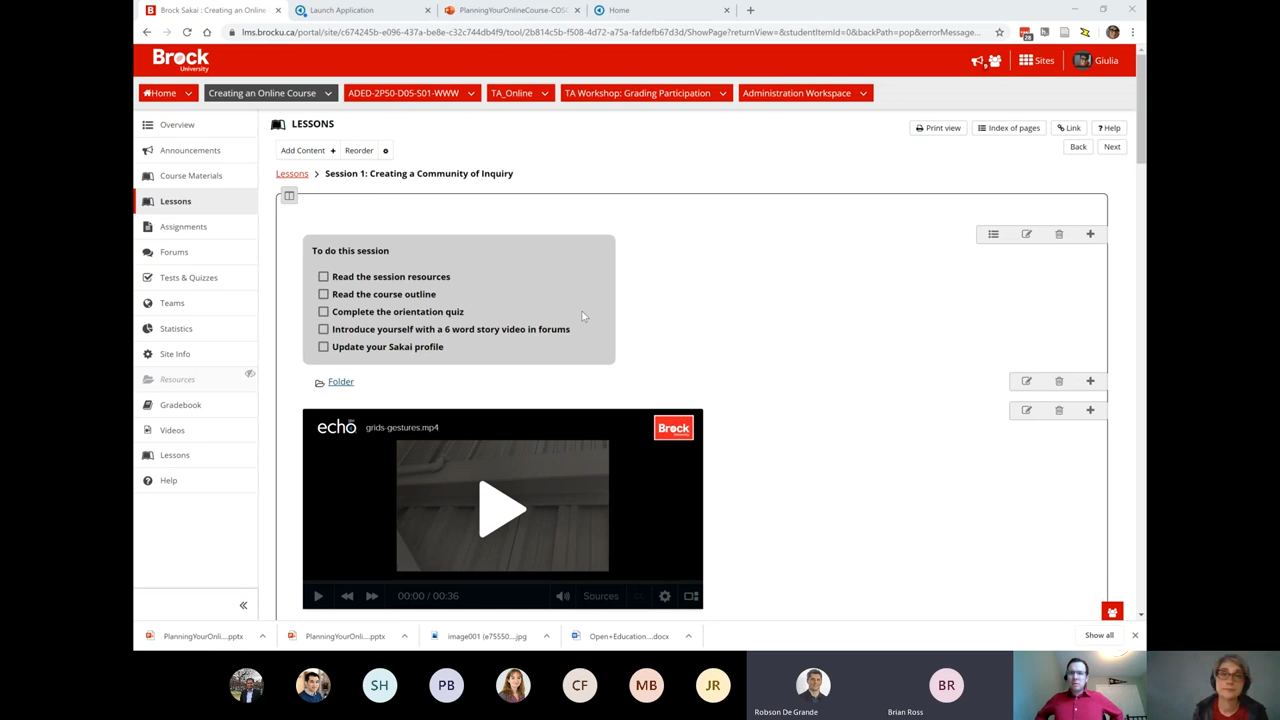 Brock Sakai : Creating an Online
Launch Application
PlanningYourOnlineCourse-COSC
Home
lms.brocku.ca/portal/site/c674245b-e096-437a-be8e-c32c744db4f9/tool/2b814c5b-f508-4d72-a75a-fafdefb67d3d/ShowPage?returnView=&studentItemId=0&backPath=pop&errorMessage...
28
Brock
University
Sites
Giulia
Home
Creating an Online Course
ADED-2P50-D05-S01-WWW
TA_Online
TA Workshop: Grading Participation
Administration Workspace
Overview
Announcements
Course Materials
Lessons
Assignments
Forums
Tests & Quizzes
Teams
Statistics
Site Info
Resources
Gradebook
Videos
Lessons
Help
LESSONS
Print view
Index of pages
Link
? Help
Add Content +
Reorder
Back
Next
Lessons > Session 1: Creating a Community of Inquiry
To do this session
Read the session resources
Read the course outline
Complete the orientation quiz
Introduce yourself with a 6 word story video in forums
Update your Sakai profile
Folder
echo
grids-gestures.mp4
Brock
University
00:00 / 00:36
Sources
PlanningYourOnli....pptx
PlanningYourOnli....pptx
image001 (e75550....jpg
Open+Education....docx
Show all
SH
PB
CF
MB
JR
BR
Robson De Grande
Brian Ross